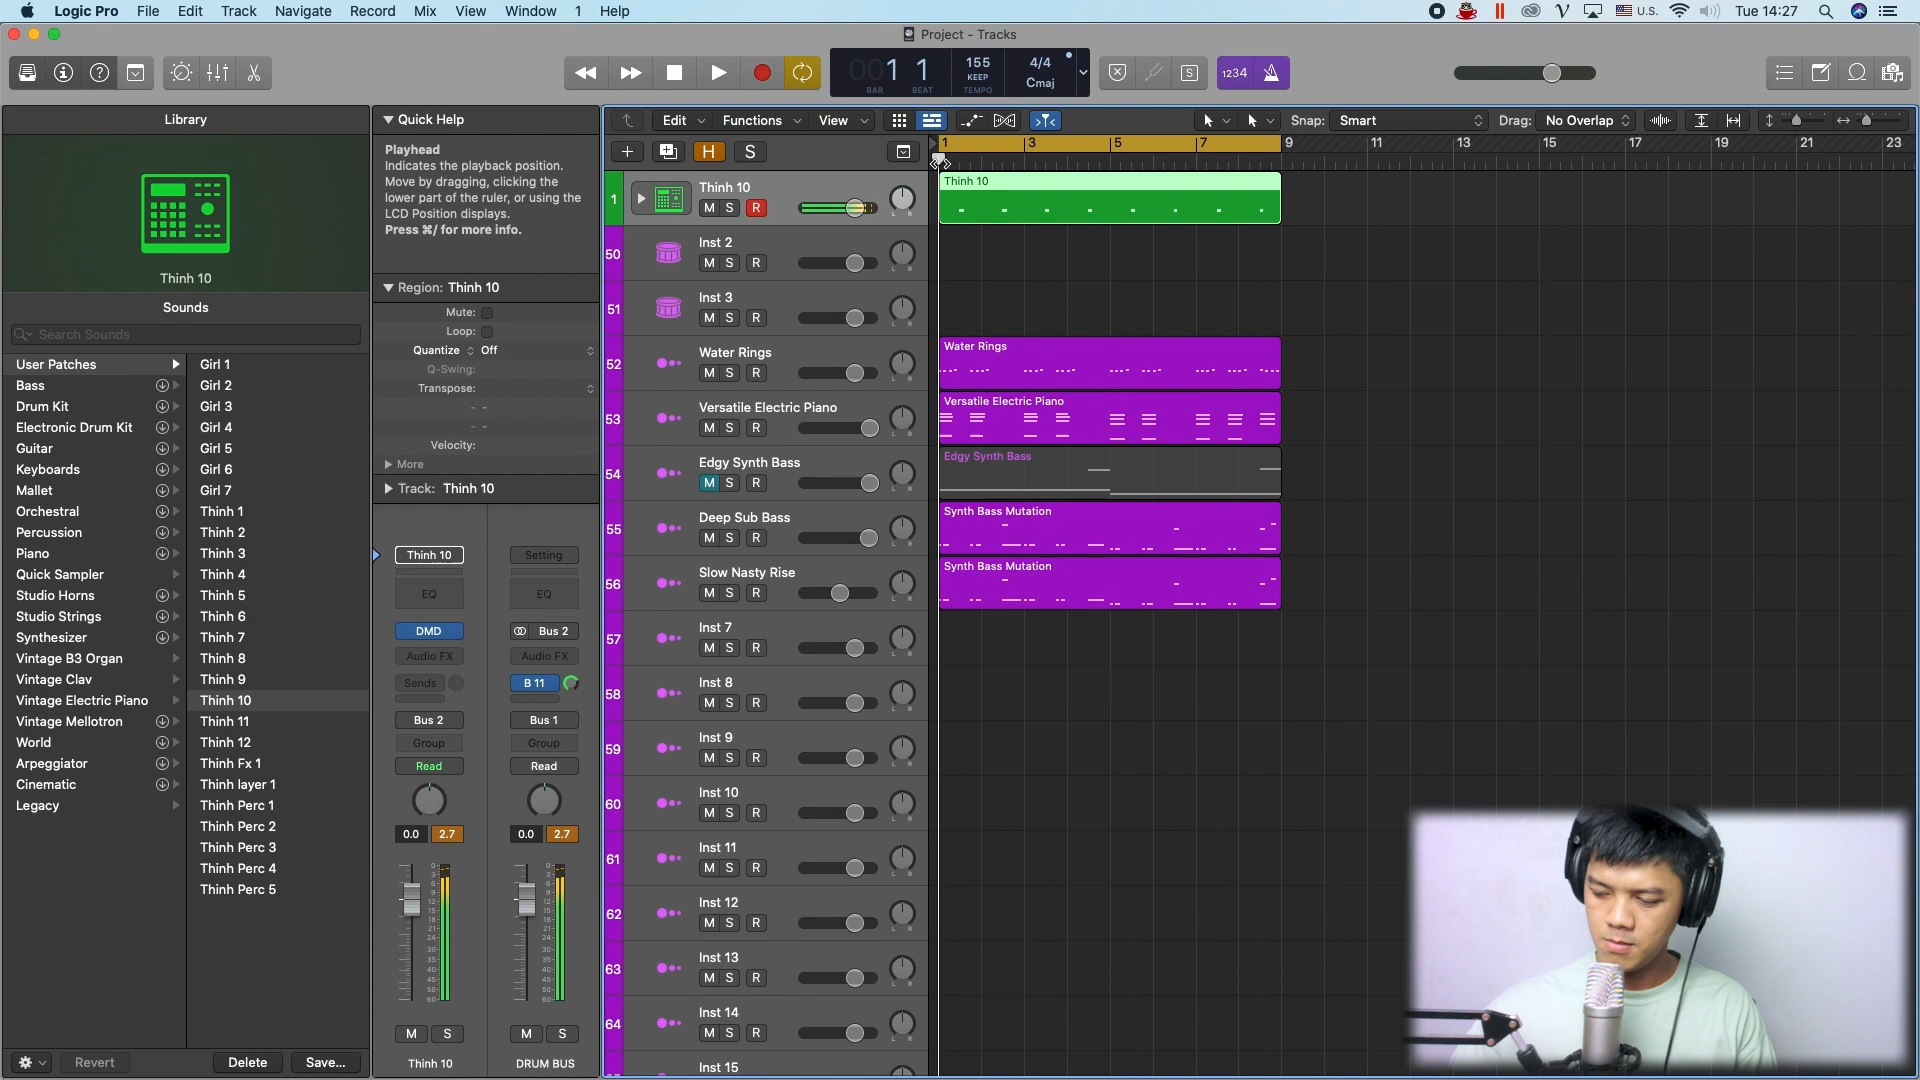 Logic Pro File Edit Track Navigate Record Mix View Window 1 Help
U.S. Tue 14:27
Project - Tracks
001 1
BAR BEAT
155
KEEP
TEMPO
4/4
Cmaj
S
1234
Library
Quick Help
Edit Functions View
Snap: Smart
Drag: No Overlap
Playhead
Indicates the playback position.
Move by dragging, clicking the
lower part of the ruler, or using the
LCD Position displays.
Press ⌘/ for more info.
H S
1 3 5 7 9 11 13 15 17 19 21 23
Thinh 10
Sounds
Search Sounds
User Patches
Bass
Drum Kit
Electronic Drum Kit
Guitar
Keyboards
Mallet
Orchestral
Percussion
Piano
Quick Sampler
Studio Horns
Studio Strings
Synthesizer
Vintage B3 Organ
Vintage Clav
Vintage Electric Piano
Vintage Mellotron
World
Arpeggiator
Cinematic
Legacy
Girl 1
Girl 2
Girl 3
Girl 4
Girl 5
Girl 6
Girl 7
Thinh 1
Thinh 2
Thinh 3
Thinh 4
Thinh 5
Thinh 6
Thinh 7
Thinh 8
Thinh 9
Thinh 10
Thinh 11
Thinh 12
Thinh Fx 1
Thinh layer 1
Thinh Perc 1
Thinh Perc 2
Thinh Perc 3
Thinh Perc 4
Thinh Perc 5
Revert Delete Save...
Region: Thinh 10
Mute:
Loop:
Quantize Off
Q-Swing:
Transpose:
- -
- -
Velocity:
More
Track: Thinh 10
Thinh 10 Setting
EQ EQ
DMD Bus 2
Audio FX Audio FX
Sends B 11
Bus 2 Bus 1
Group Group
Read Read
0.0 2.7 0.0 2.7
M S M S
Thinh 10 DRUM BUS
1 Thinh 10
M S R L R
50 Inst 2
M S R L R
51 Inst 3
M S R L R
52 Water Rings
M S R L R
53 Versatile Electric Piano
M S R L R
54 Edgy Synth Bass
M S R L R
55 Deep Sub Bass
M S R L R
56 Slow Nasty Rise
M S R L R
57 Inst 7
M S R L R
58 Inst 8
M S R L R
59 Inst 9
M S R L R
60 Inst 10
M S R L R
61 Inst 11
M S R L R
62 Inst 12
M S R L R
63 Inst 13
M S R L R
64 Inst 14
M S R L R
Inst 15
Thinh 10
Water Rings
Versatile Electric Piano
Edgy Synth Bass
Synth Bass Mutation
Synth Bass Mutation